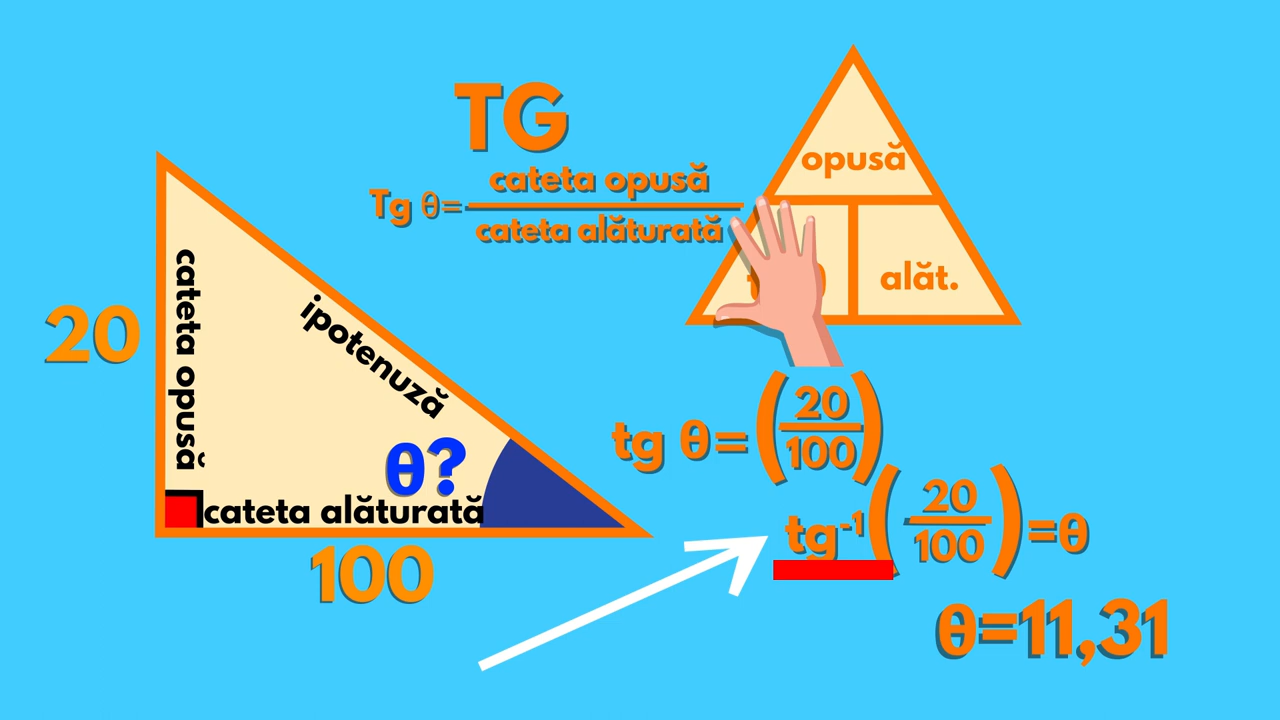 TG
Tg θ=
cateta opusă
cateta alăturată
opusă
alăt.
20
cateta opusă
ipotenuză
θ?
cateta alăturată
100
tg θ=(20/100)
tg⁻¹(20/100)=θ
θ=11,31